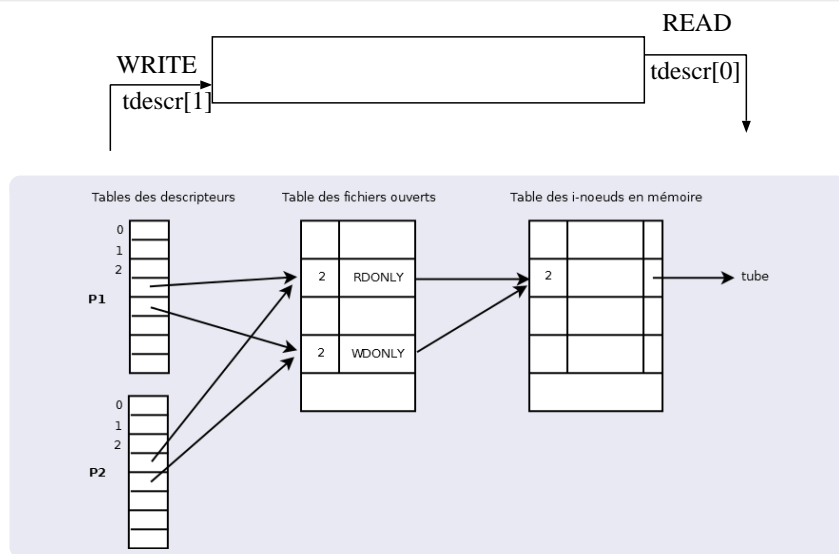 READ
WRITE
tdescr[0]
tdescr[1]
Tables des descripteurs
Table des fichiers ouverts
Table des i-noeuds en mémoire
0
1
2
P1
2
RDONLY
2
WDONLY
2
tube
0
1
2
P2